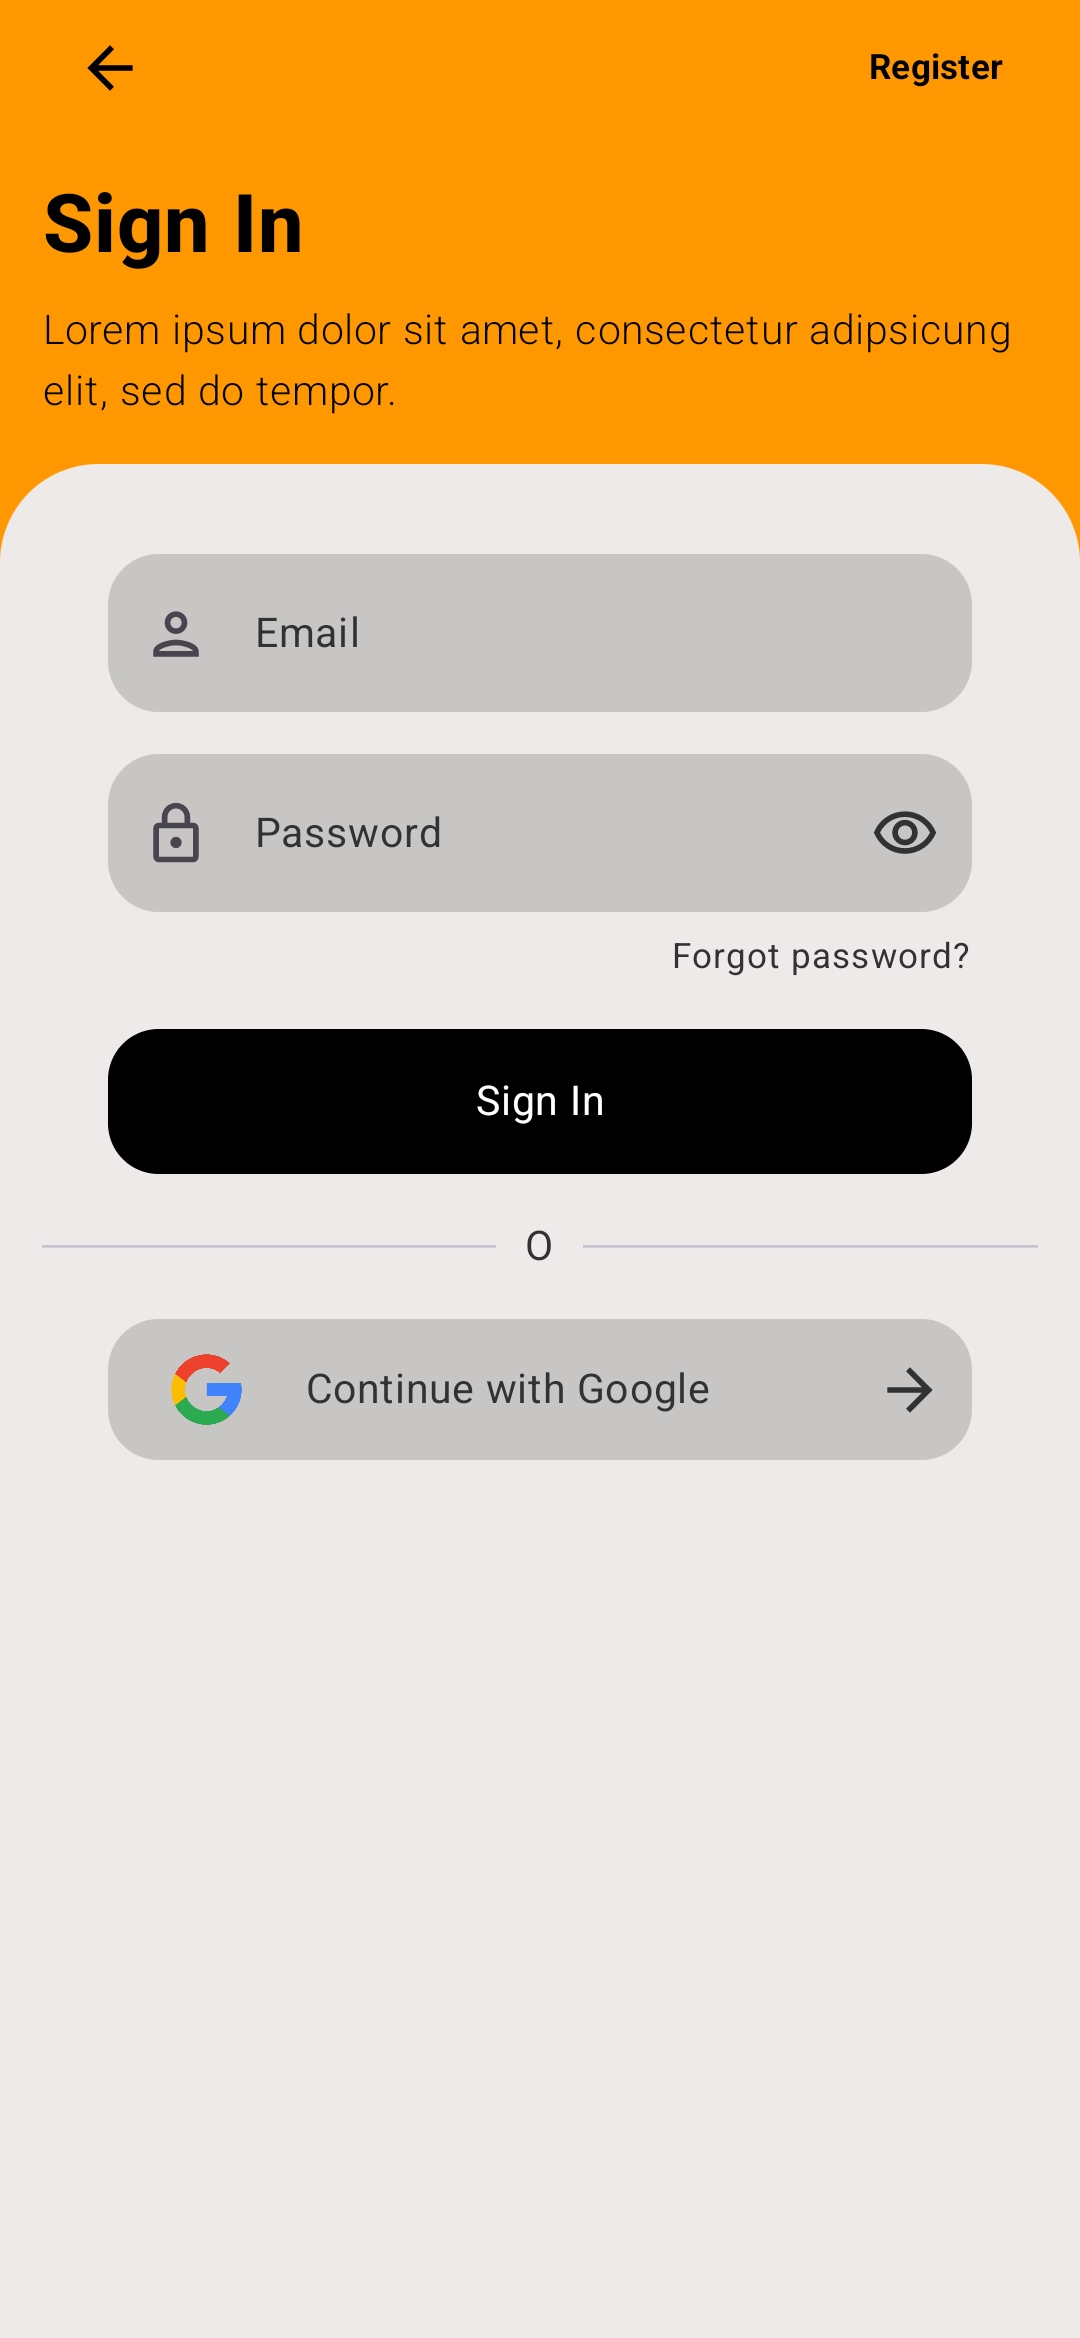 Register
Sign In
Lorem ipsum dolor sit amet, consectetur adipsicung
elit, sed do tempor.
Email
Password
Forgot password?
Sign In
O
Continue with Google